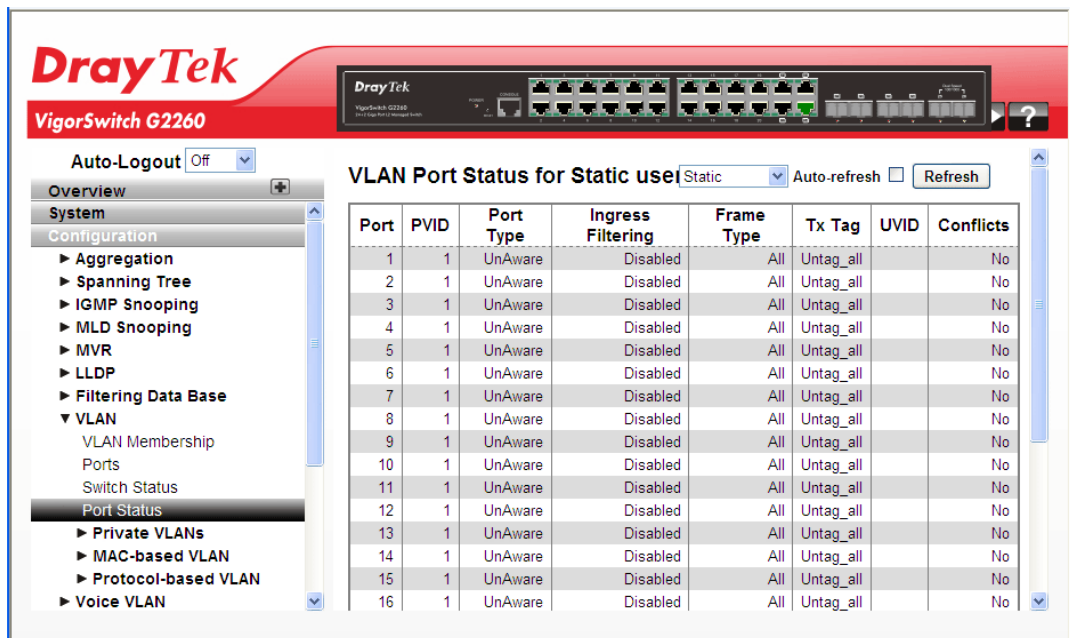 DrayTek
VigorSwitch G2260
DrayTek
VigorSwitch G2260
CONSOLE
Auto-Logout Off
Overview
System
Configuration
Aggregation
Spanning Tree
IGMP Snooping
MLD Snooping
MVR
LLDP
Filtering Data Base
VLAN
VLAN Membership
Ports
Switch Status
Port Status
Private VLANs
MAC-based VLAN
Protocol-based VLAN
Voice VLAN
?
VLAN Port Status for Static user Static Auto-refresh Refresh
Port PVID Port Type Ingress Filtering Frame Type Tx Tag UVID Conflicts
1 1 UnAware Disabled All Untag_all No
2 1 UnAware Disabled All Untag_all No
3 1 UnAware Disabled All Untag_all No
4 1 UnAware Disabled All Untag_all No
5 1 UnAware Disabled All Untag_all No
6 1 UnAware Disabled All Untag_all No
7 1 UnAware Disabled All Untag_all No
8 1 UnAware Disabled All Untag_all No
9 1 UnAware Disabled All Untag_all No
10 1 UnAware Disabled All Untag_all No
11 1 UnAware Disabled All Untag_all No
12 1 UnAware Disabled All Untag_all No
13 1 UnAware Disabled All Untag_all No
14 1 UnAware Disabled All Untag_all No
15 1 UnAware Disabled All Untag_all No
16 1 UnAware Disabled All Untag_all No